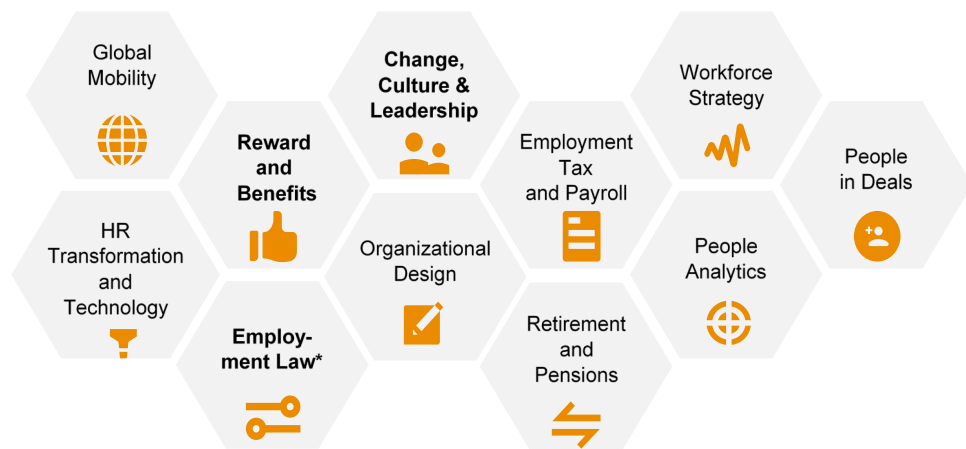 Global
Mobility
Change,
Culture &
Leadership
Workforce
Strategy
Reward
and
Benefits
Employment
Tax
and Payroll
People
in Deals
HR
Transformation
and
Technology
Organizational
Design
People
Analytics
Employ-
ment Law*
Retirement
and
Pensions